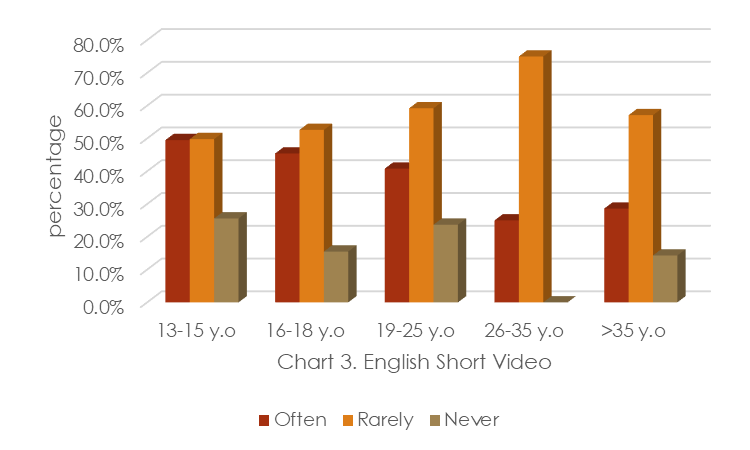 80.0%
70.0%
60.0%
50.0%
40.0%
30.0%
20.0%
10.0%
0.0%
percentage
13-15 y.o 16-18 y.o 19-25 y.o 26-35 y.o >35 y.o
Chart 3. English Short Video
Often Rarely Never